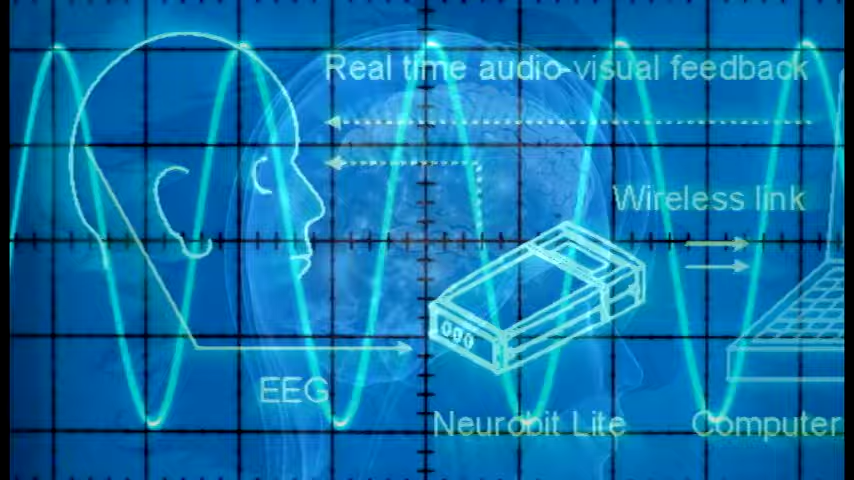 Real time audio-visual feedback
Wireless link
EEG
Neurobit Lite
Computer